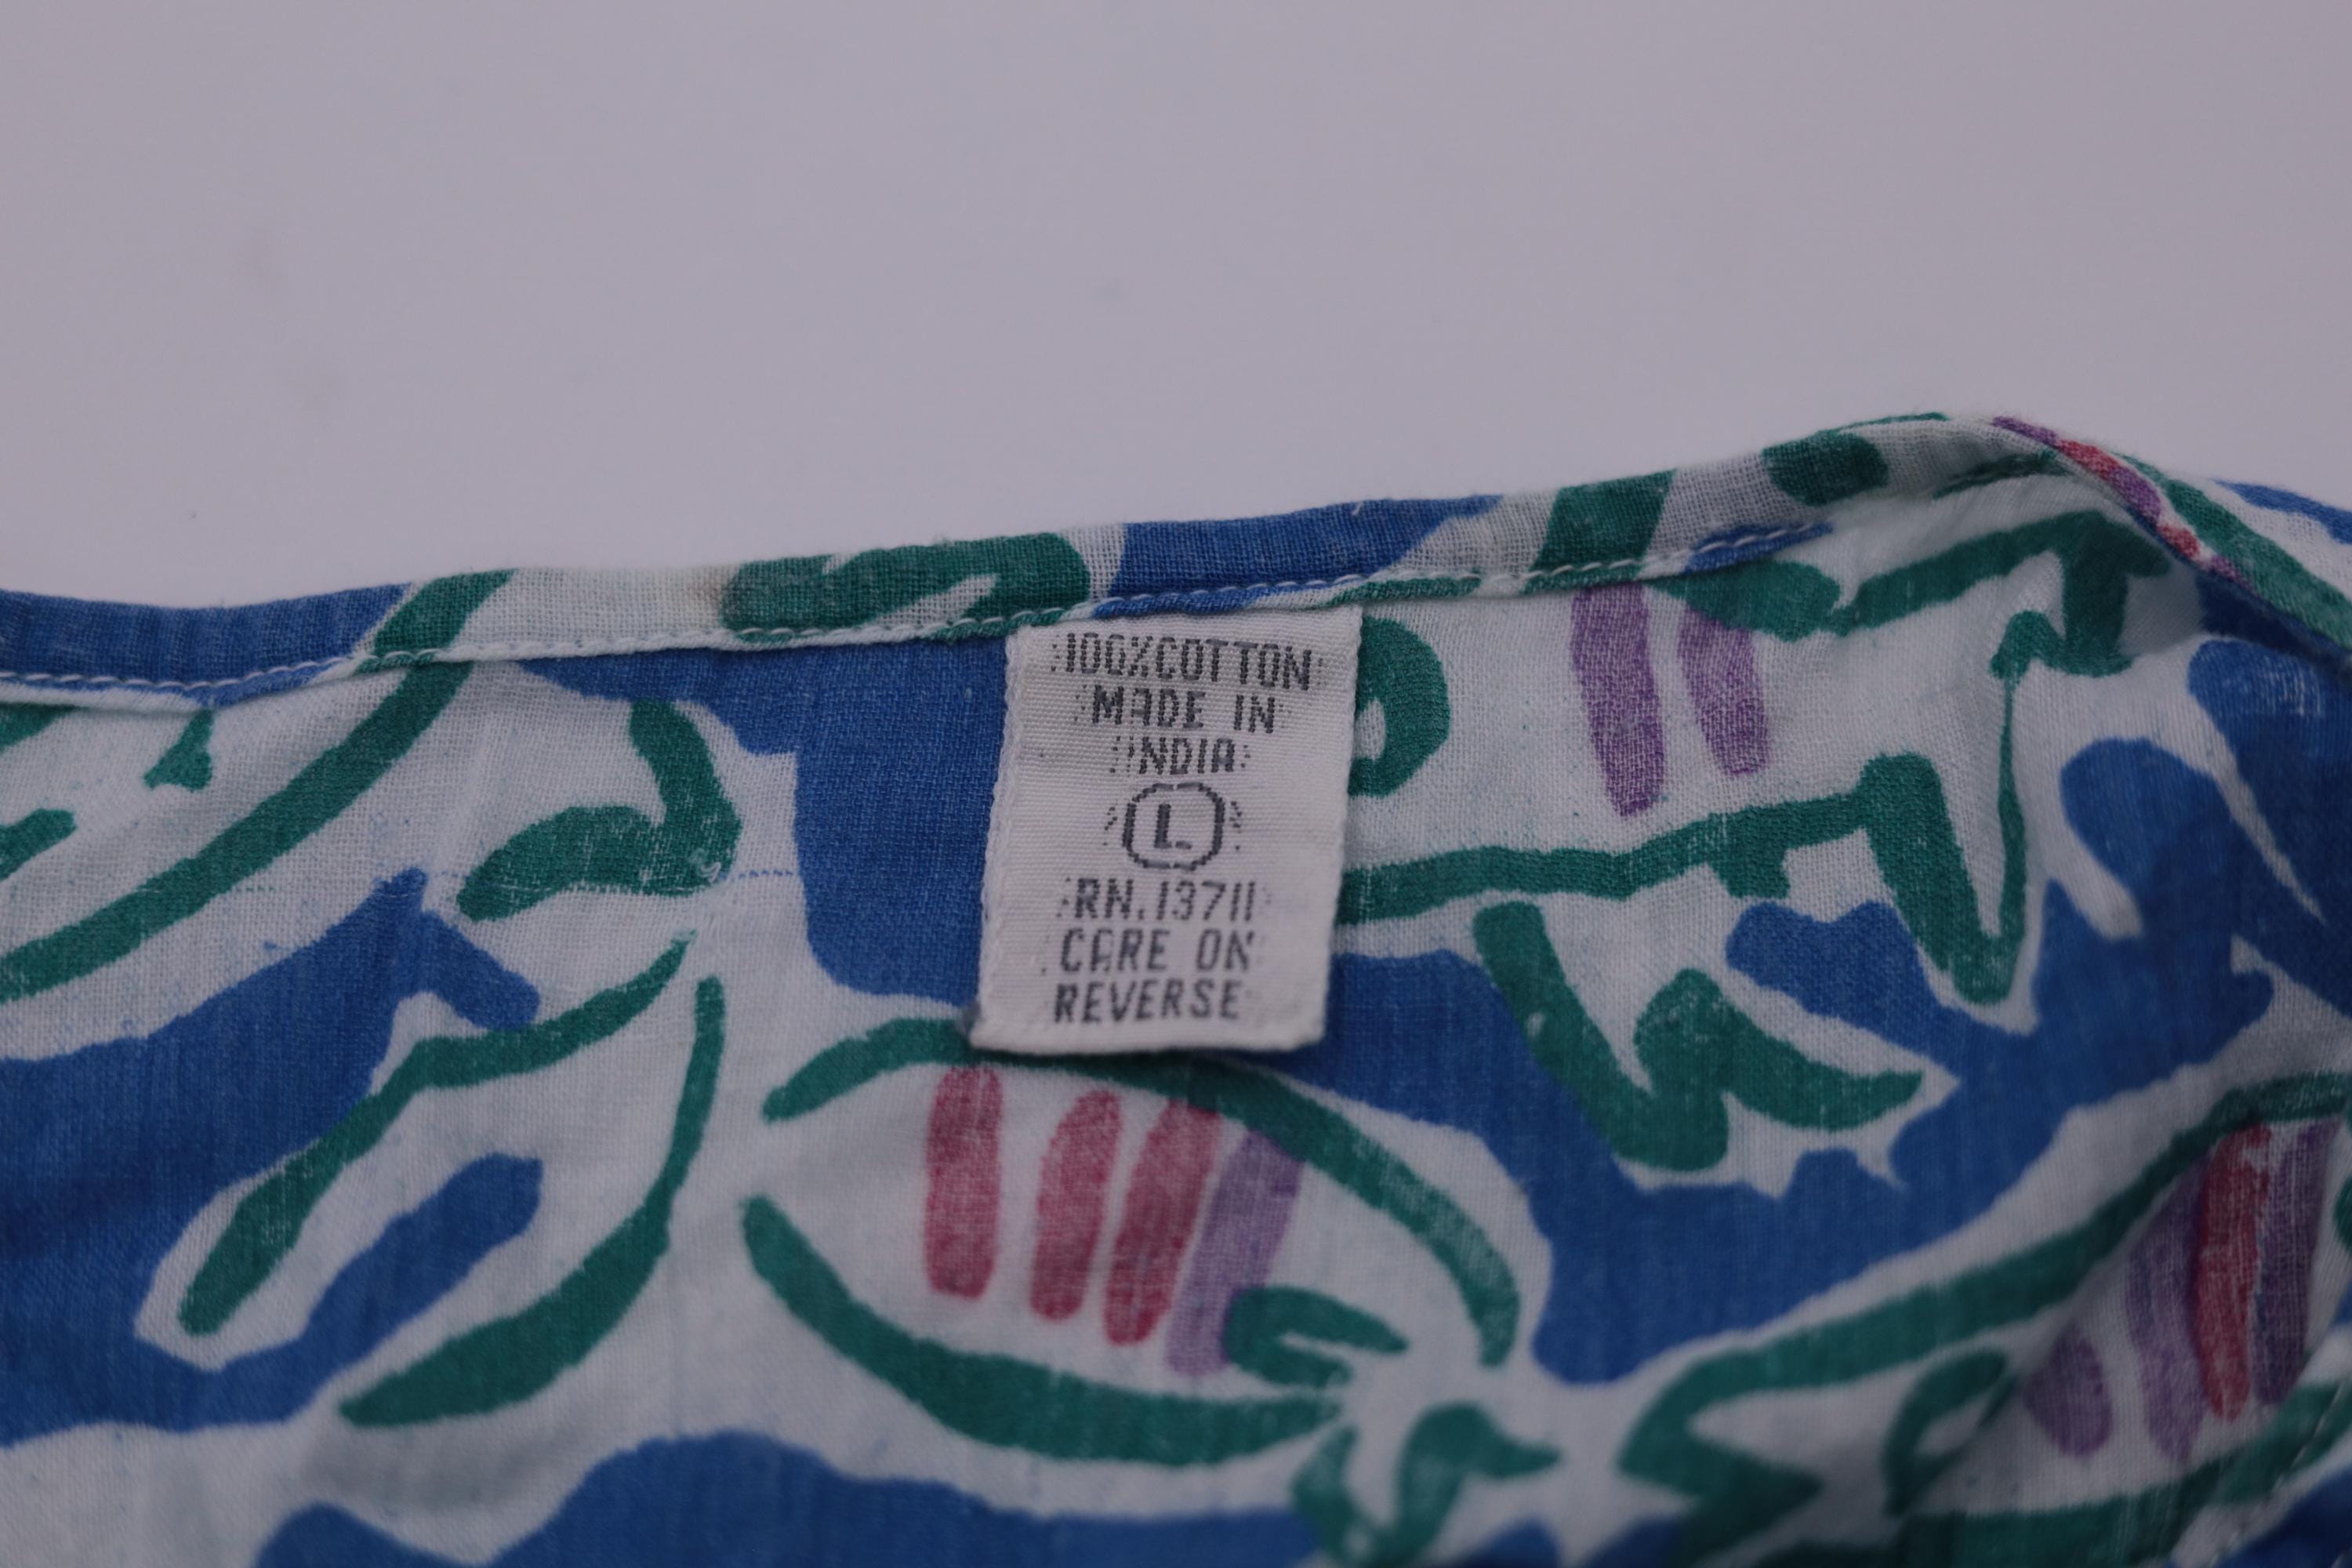 100% COTTON
MADE IN
INDIA
L
RN.13711
CARE ON
REVERSE